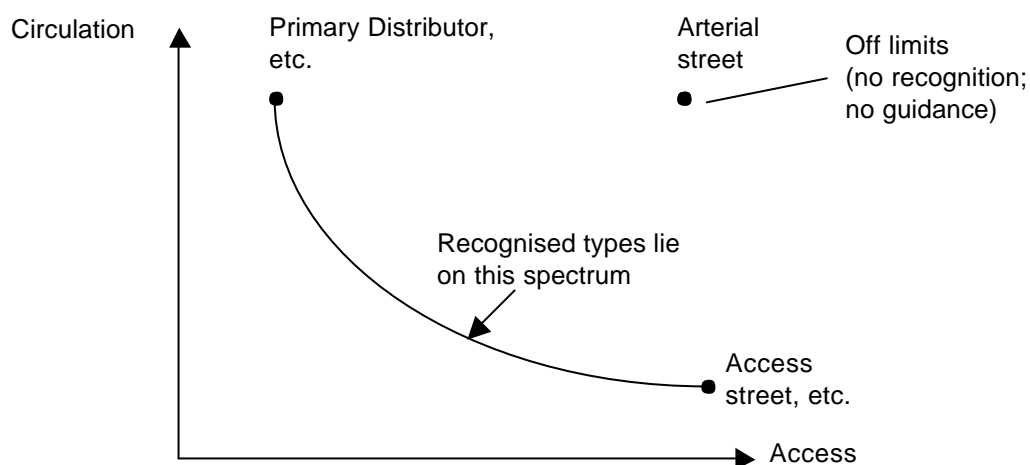 Circulation
Primary Distributor,
etc.
Arterial
street
Off limits
(no recognition;
no guidance)
Recognised types lie
on this spectrum
Access
street, etc.
Access